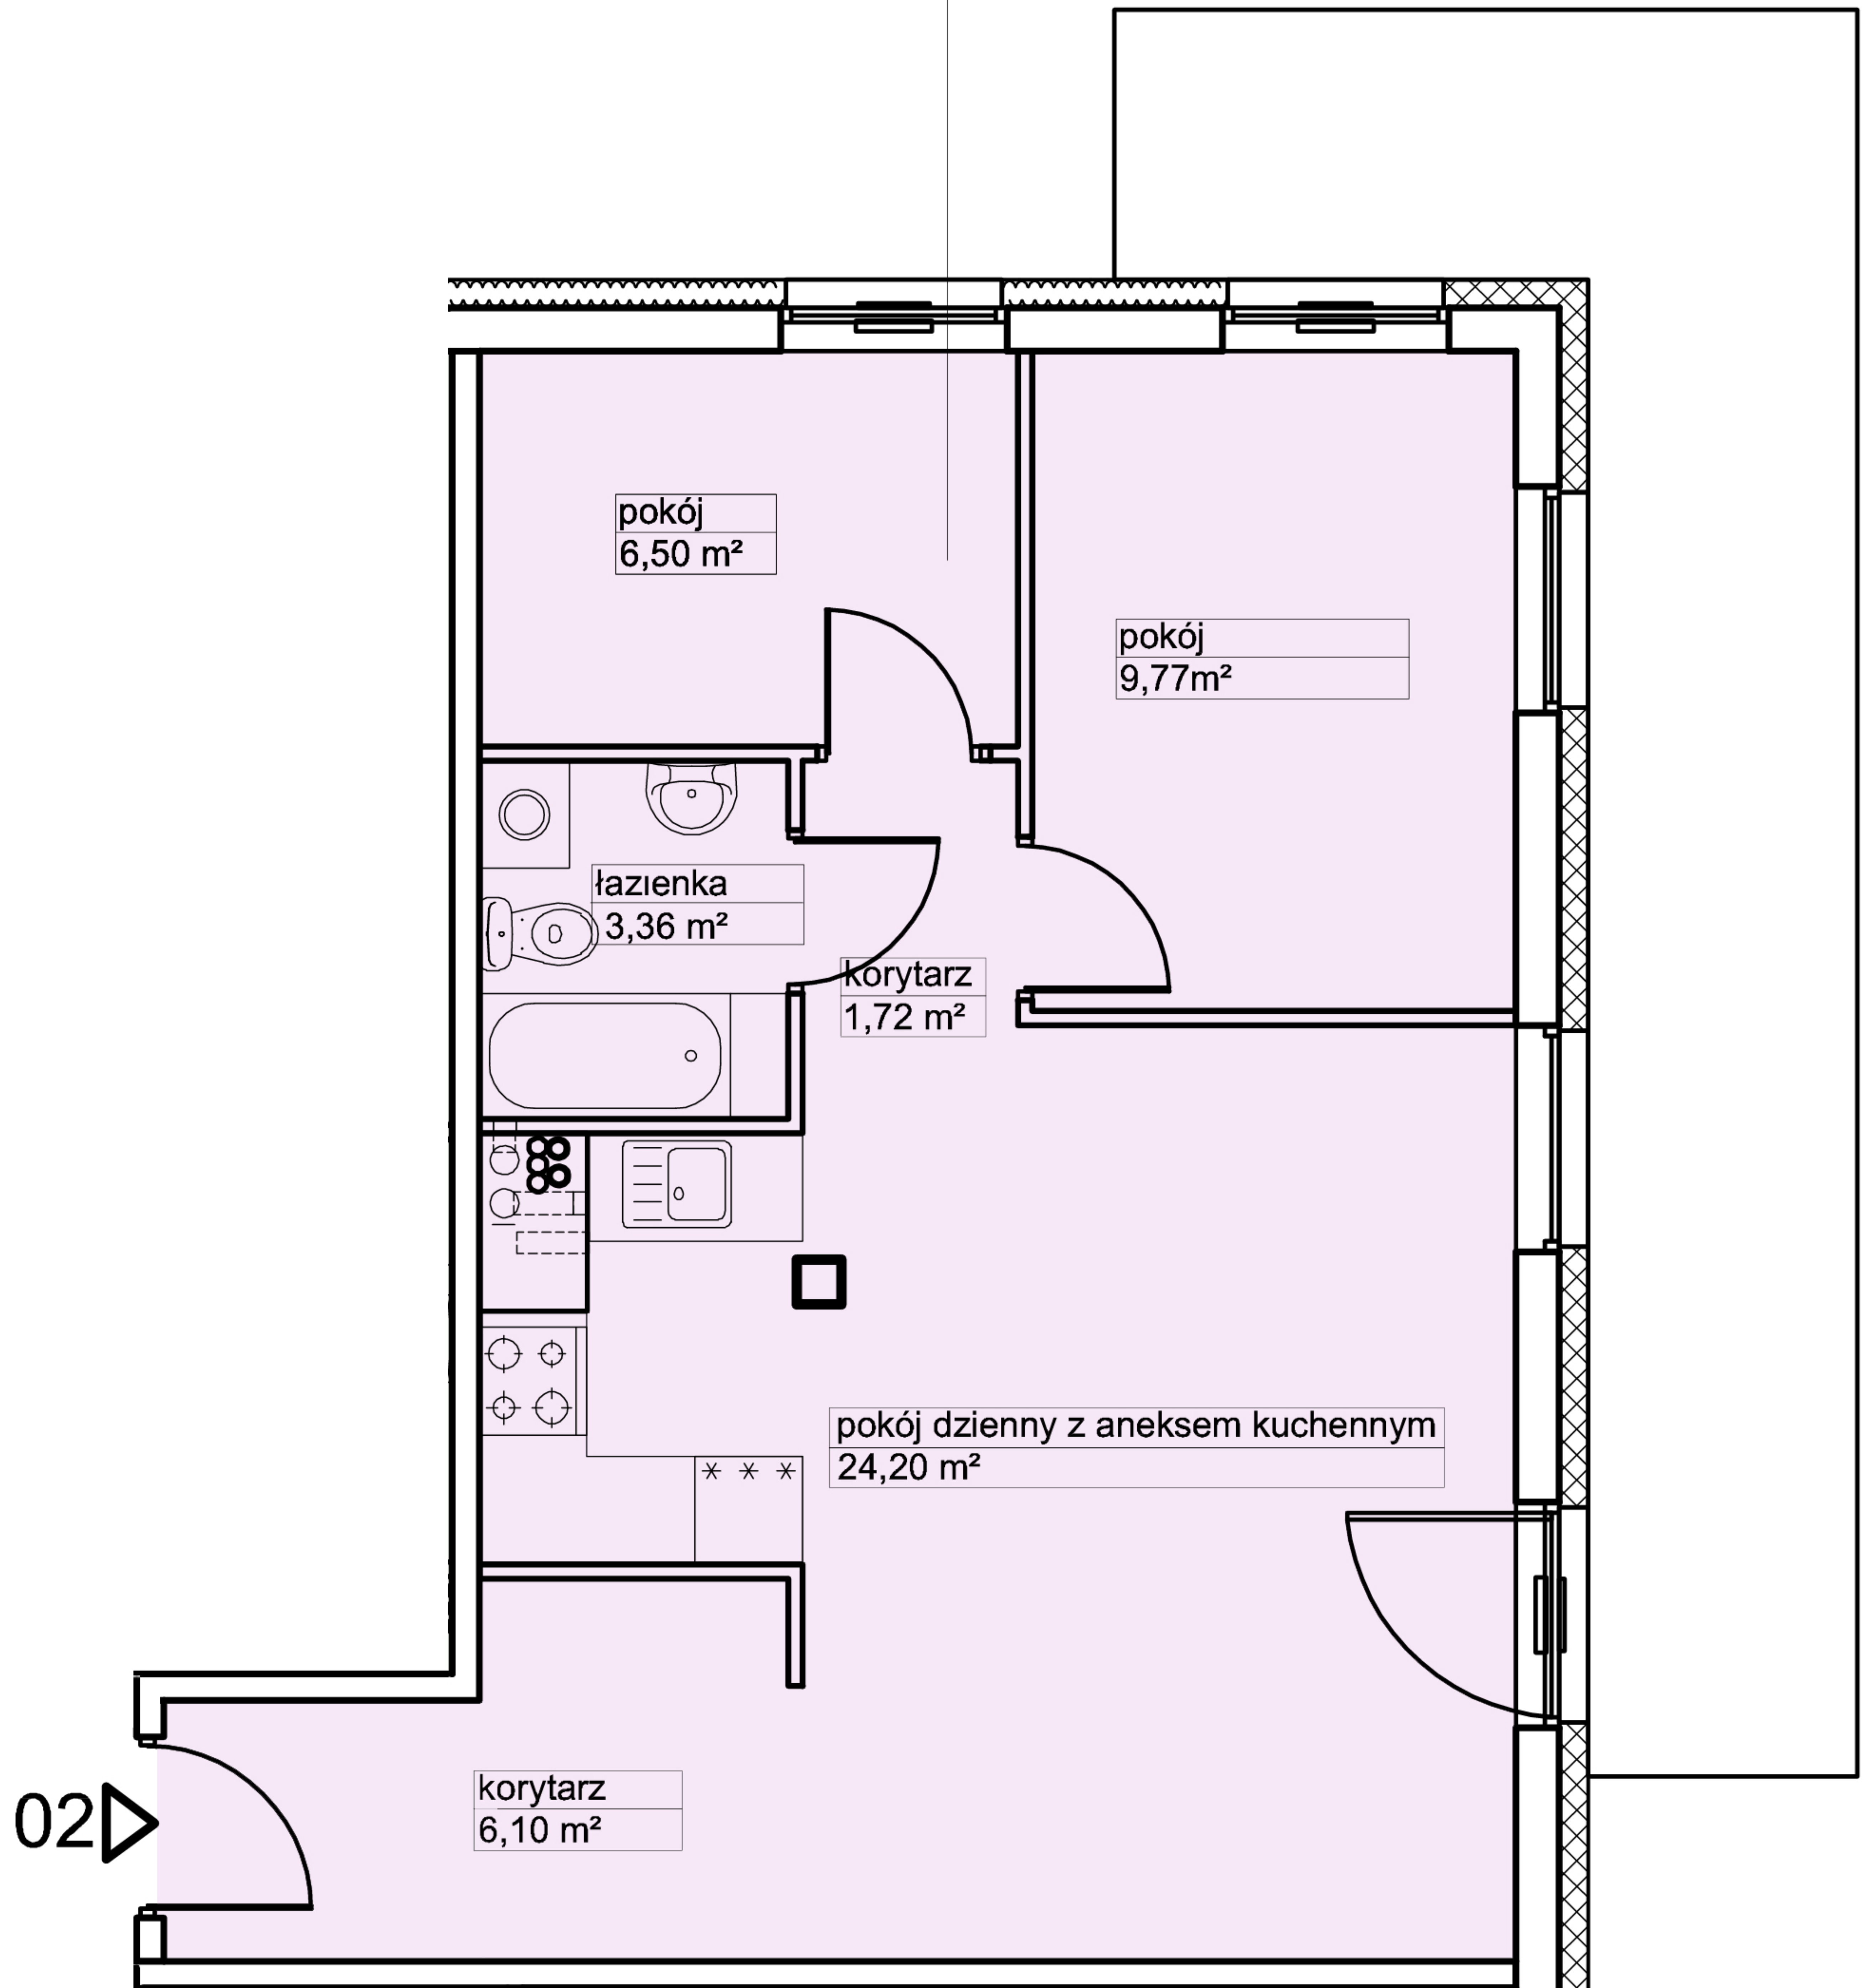 pokój
6,50 m²
pokój
9,77m²
łazienka
3,36 m²
korytarz
1,72 m²
pokój dzienny z aneksem kuchennym
24,20 m²
korytarz
6,10 m²
02